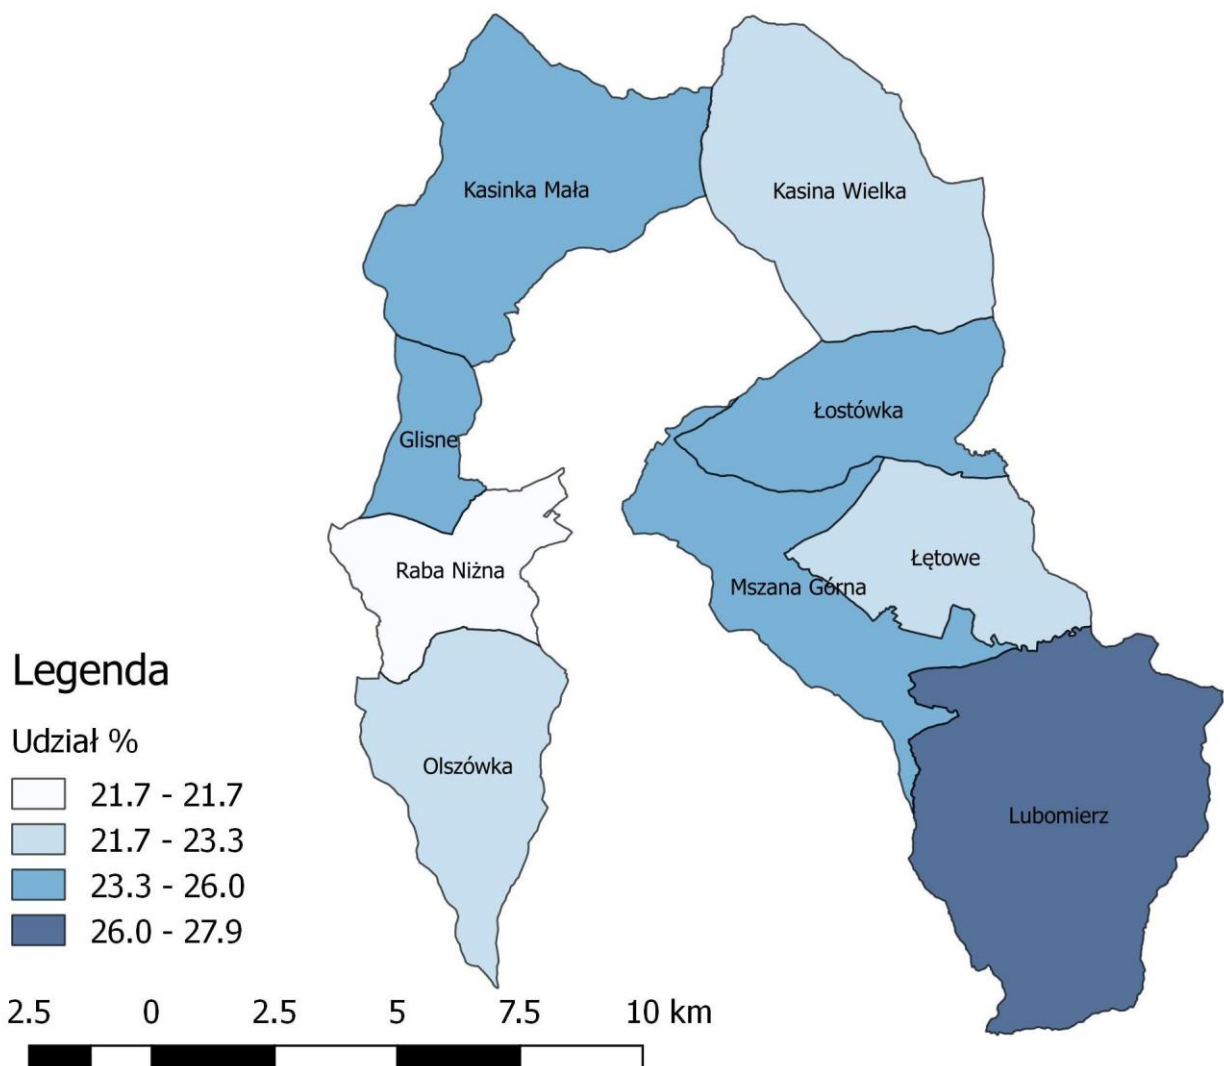 Kasinka Mała
Kasina Wielka
Łostówka
Glisne
Łętowe
Raba Niżna
Mszana Górna
Olszówka
Lubomierz
Legenda
Udział %
21.7 - 21.7
21.7 - 23.3
23.3 - 26.0
26.0 - 27.9
2.5 0 2.5 5 7.5 10 km